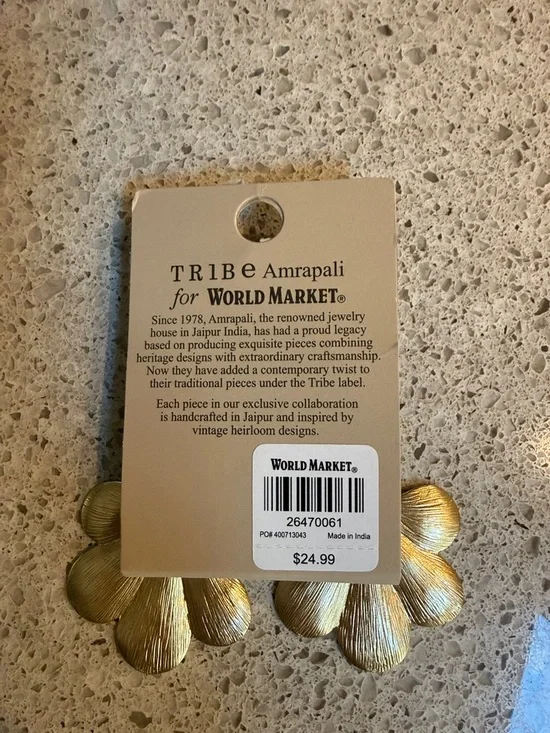 TRIBe Amrapali
for WORLD MARKET®
Since 1978, Amrapali, the renowned jewelry
house in Jaipur India, has had a proud legacy
based on producing exquisite pieces combining
heritage designs with extraordinary craftsmanship.
Now they have added a contemporary twist to
their traditional pieces under the Tribe label.
Each piece in our exclusive collaboration
is handcrafted in Jaipur and inspired by
vintage heirloom designs.
WORLD MARKET®
26470061
PO# 400713043 Made in India
$24.99